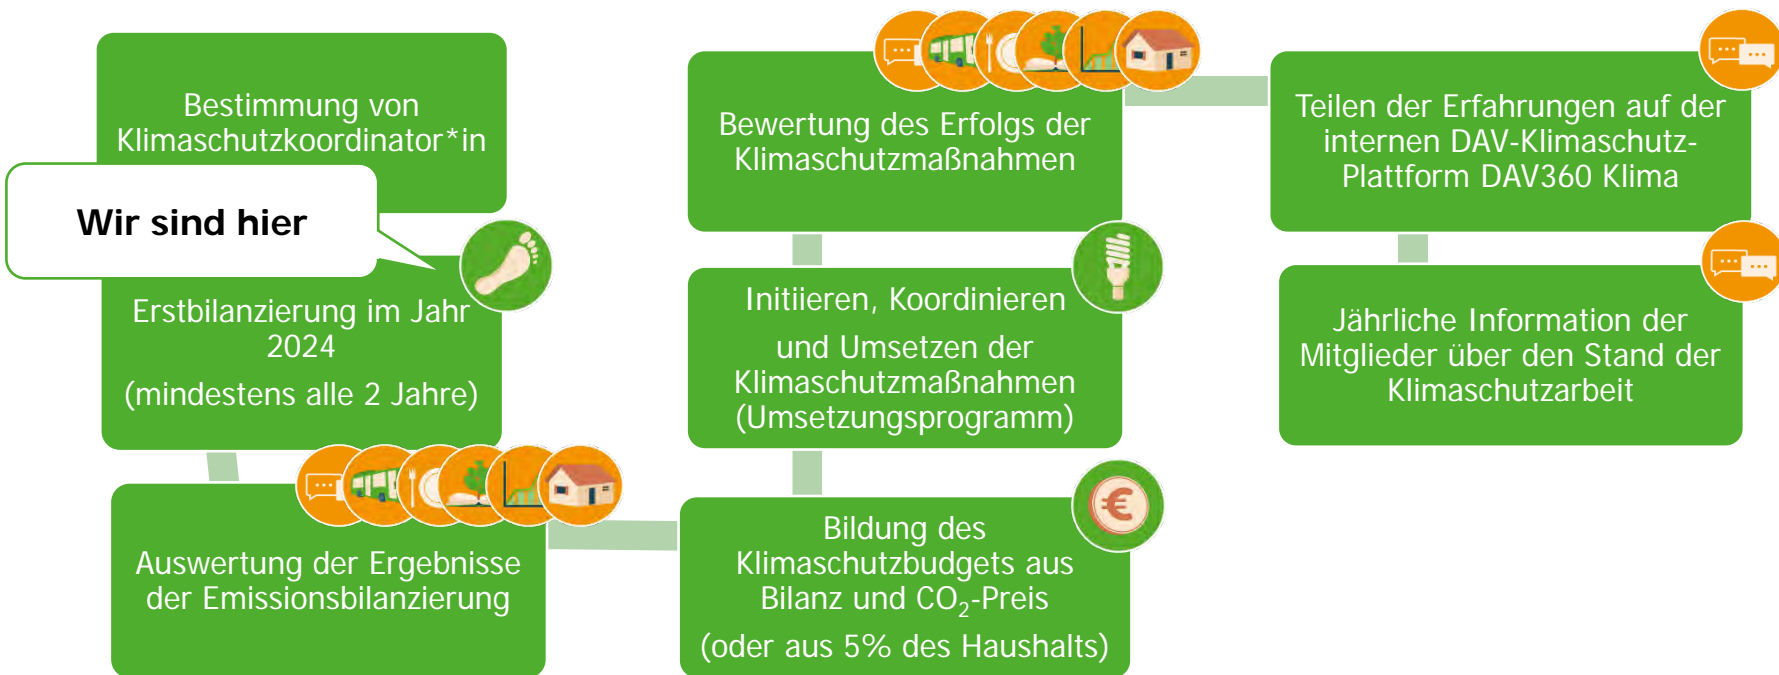 Bestimmung von
Klimaschutzkoordinator*in
Wir sind hier
Erstbilanzierung im Jahr
2024
(mindestens alle 2 Jahre)
Auswertung der Ergebnisse
der Emissionsbilanzierung
Bildung des
Klimaschutzbudgets aus
Bilanz und CO₂-Preis
(oder aus 5% des Haushalts)
Initiieren, Koordinieren
und Umsetzen der
Klimaschutzmaßnahmen
(Umsetzungsprogramm)
Bewertung des Erfolgs der
Klimaschutzmaßnahmen
Teilen der Erfahrungen auf der
internen DAV-Klimaschutz-
Plattform DAV360 Klima
Jährliche Information der
Mitglieder über den Stand der
Klimaschutzarbeit